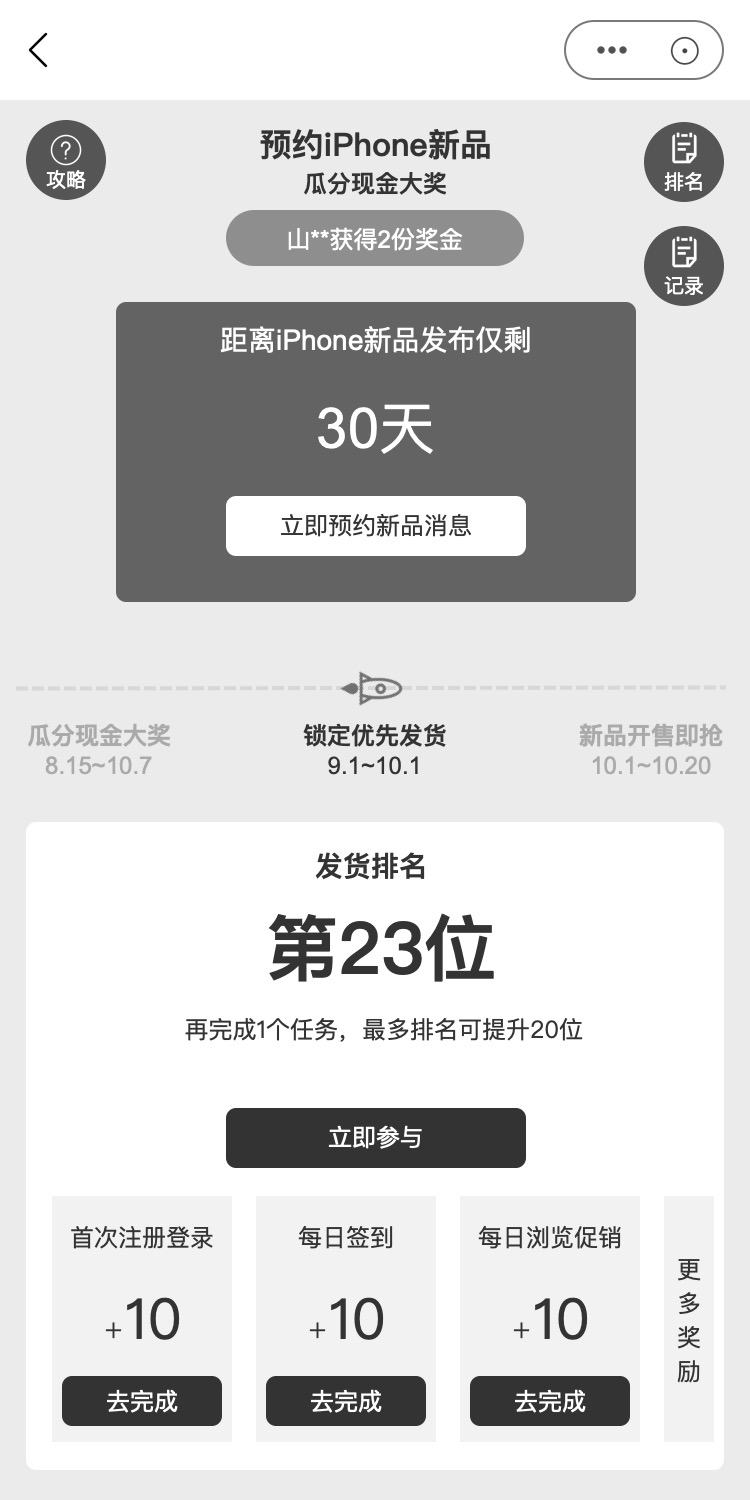 攻略
预约iPhone新品
瓜分现金大奖
排名
山**获得2份奖金
记录
距离iPhone新品发布仅剩
30天
立即预约新品消息
瓜分现金大奖
8.15~10.7
锁定优先发货
9.1~10.1
新品开售即抢
10.1~10.20
发货排名
第23位
再完成1个任务，最多排名可提升20位
立即参与
首次注册登录
+10
去完成
每日签到
+10
去完成
每日浏览促销
+10
去完成
更多奖励